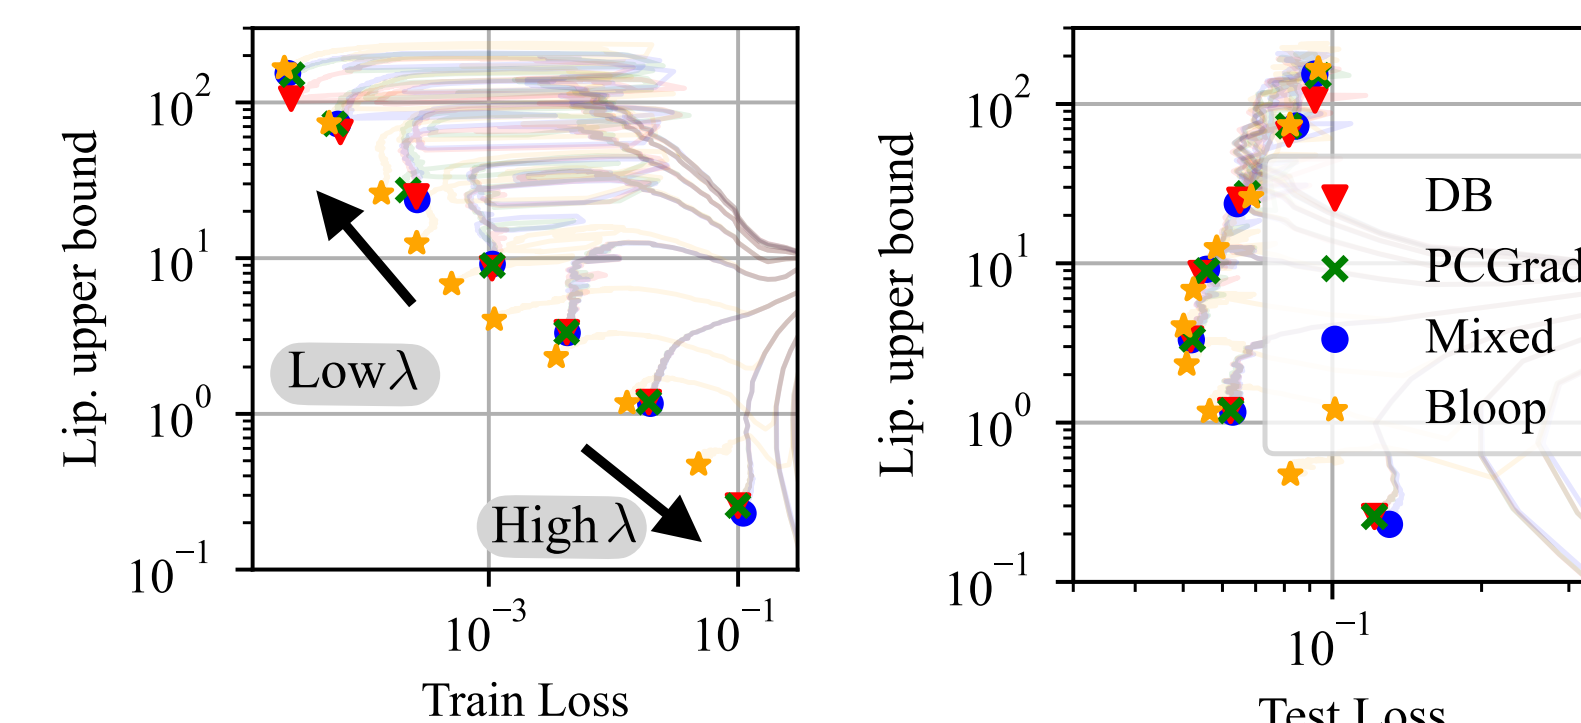 Lip. upper bound
10^2
10^1
10^0
10^-1
10^-3
10^-1
Train Loss
Low λ
High λ
Lip. upper bound
10^2
10^1
10^0
10^-1
10^-1
Test Loss
DB
PCGrad
Mixed
Bloop